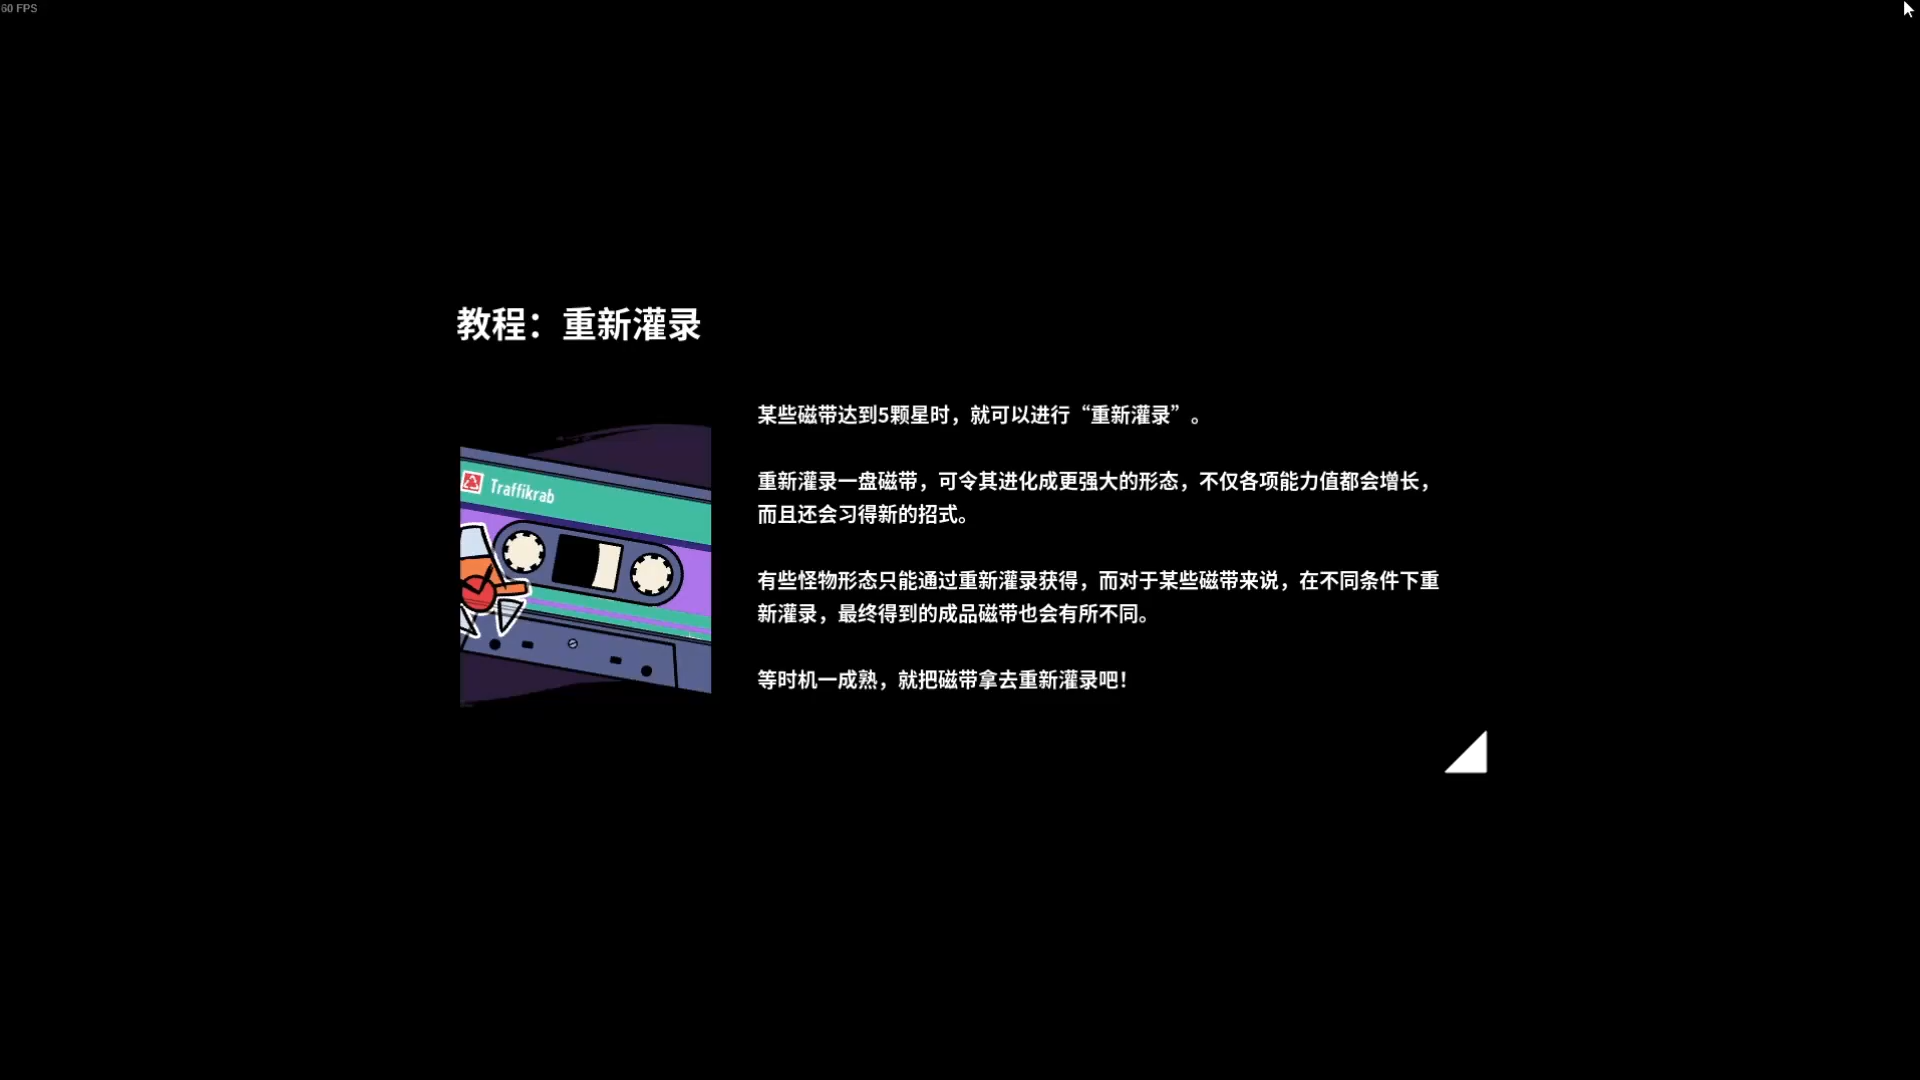 60 FPS
教程：重新灌录
某些磁带达到5颗星时，就可以进行“重新灌录”。
重新灌录一盘磁带，可令其进化成更强大的形态，不仅各项能力值都会增长，
而且还会习得新的招式。
有些怪物形态只能通过重新灌录获得，而对于某些磁带来说，在不同条件下重
新灌录，最终得到的成品磁带也会有所不同。
等时机一成熟，就把磁带拿去重新灌录吧！
Traffikrab